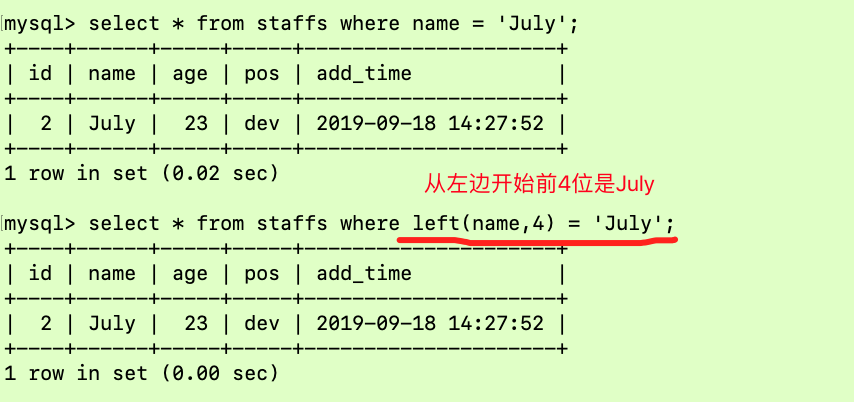 mysql> select * from staffs where name = 'July';
+----+------+-----+-----+---------------------+
| id | name | age | pos | add_time            |
+----+------+-----+-----+---------------------+
|  2 | July |  23 | dev | 2019-09-18 14:27:52 |
+----+------+-----+-----+---------------------+
1 row in set (0.02 sec)
从左边开始前4位是July
mysql> select * from staffs where left(name,4) = 'July';
+----+------+-----+-----+---------------------+
| id | name | age | pos | add_time            |
+----+------+-----+-----+---------------------+
|  2 | July |  23 | dev | 2019-09-18 14:27:52 |
+----+------+-----+-----+---------------------+
1 row in set (0.00 sec)